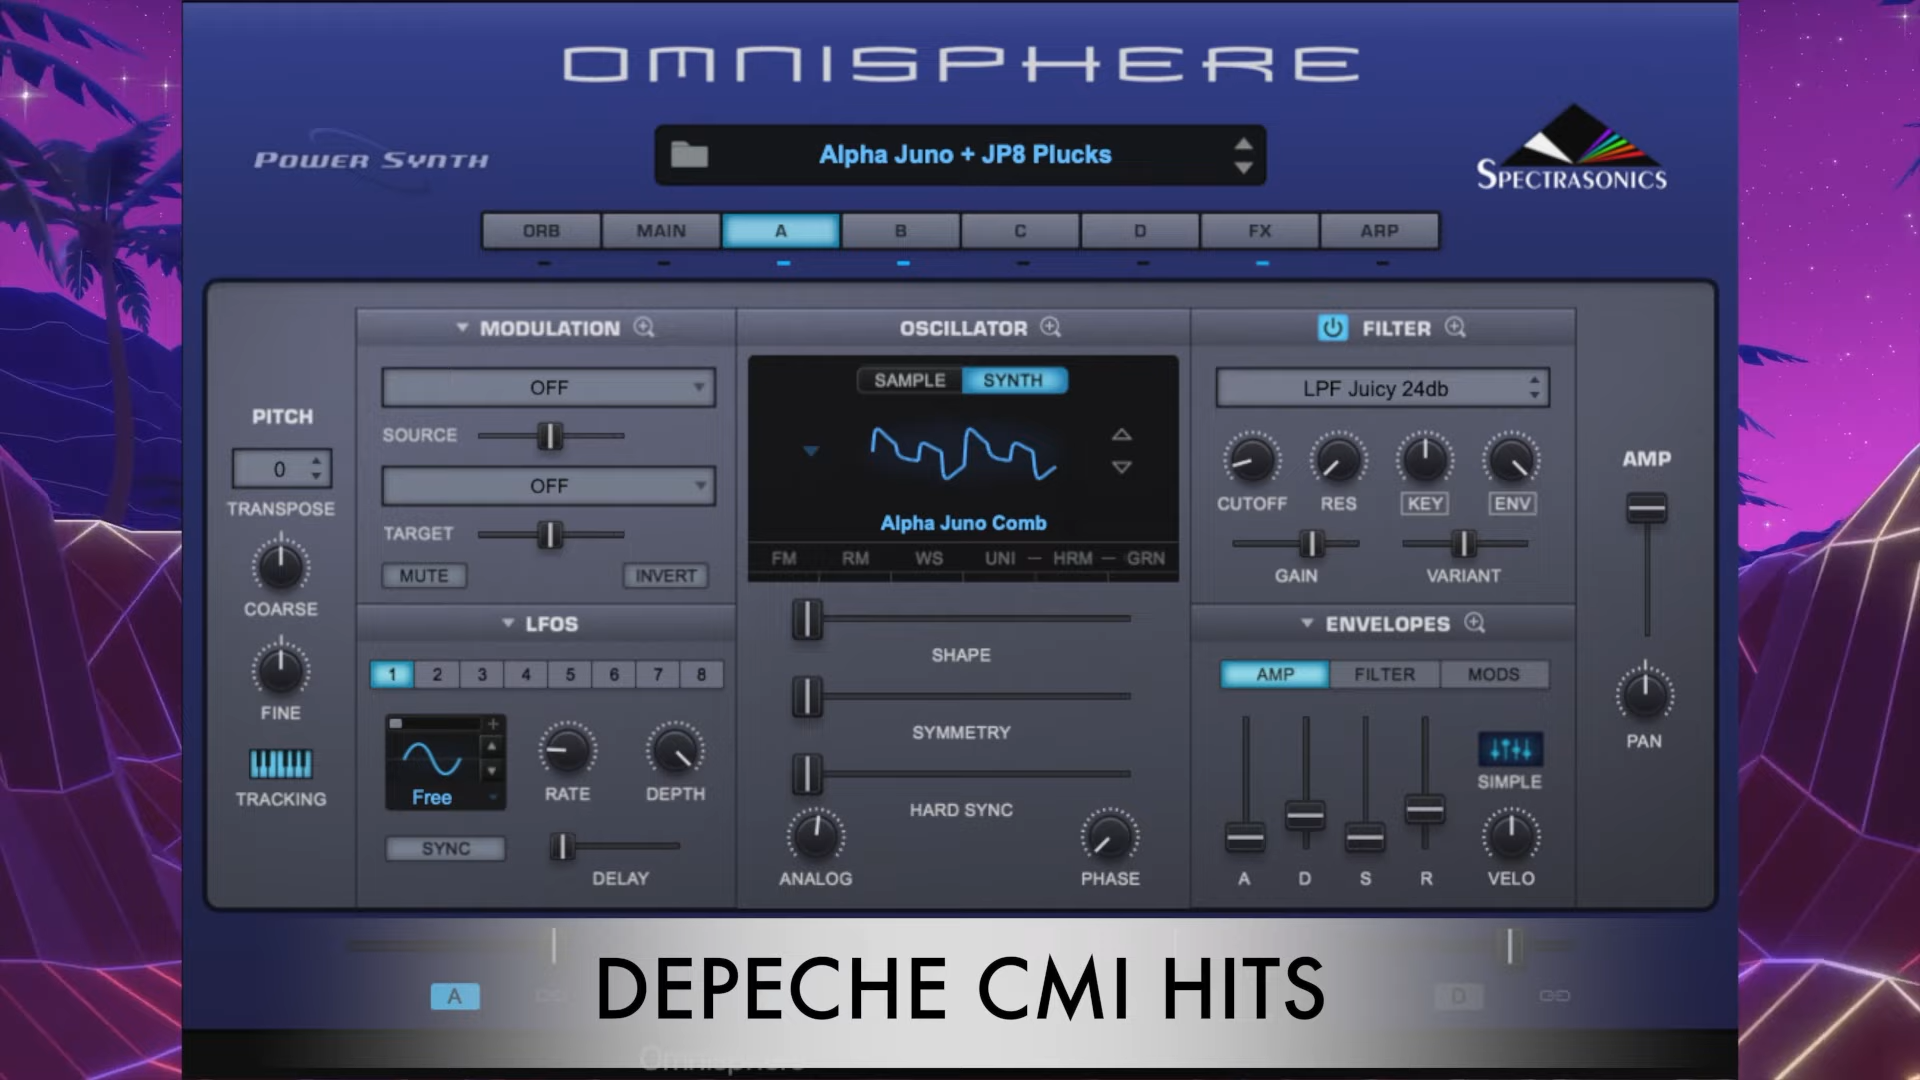 OMNISPHERE
POWER SYNTH
Alpha Juno + JP8 Plucks
SPECTRASONICS
ORB MAIN A B C D FX ARP
MODULATION
OSCILLATOR
FILTER
OFF
SAMPLE SYNTH
LPF Juicy 24db
PITCH
0
TRANSPOSE
SOURCE
OFF
TARGET
MUTE INVERT
Alpha Juno Comb
FM RM WS UNI HRM GRN
CUTOFF RES KEY ENV
GAIN VARIANT
AMP
COARSE
LFOS
SHAPE
ENVELOPES
1 2 3 4 5 6 7 8
AMP FILTER MODS
FINE
SYMMETRY
PAN
TRACKING
Free
RATE DEPTH
HARD SYNC
SIMPLE
SYNC
DELAY
ANALOG PHASE
A D S R VELO
DEPECHE CMI HITS
A
D
Omnisphere